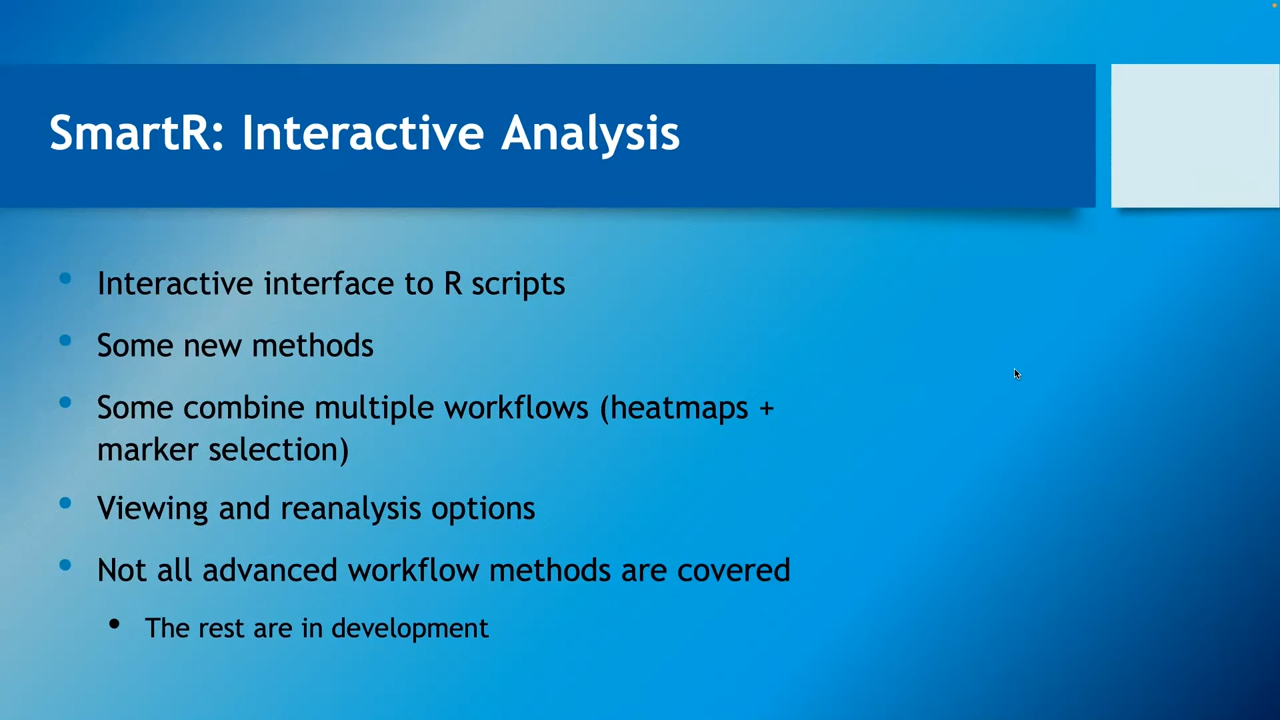 SmartR: Interactive Analysis
Interactive interface to R scripts
Some new methods
Some combine multiple workflows (heatmaps +
marker selection)
Viewing and reanalysis options
Not all advanced workflow methods are covered
The rest are in development